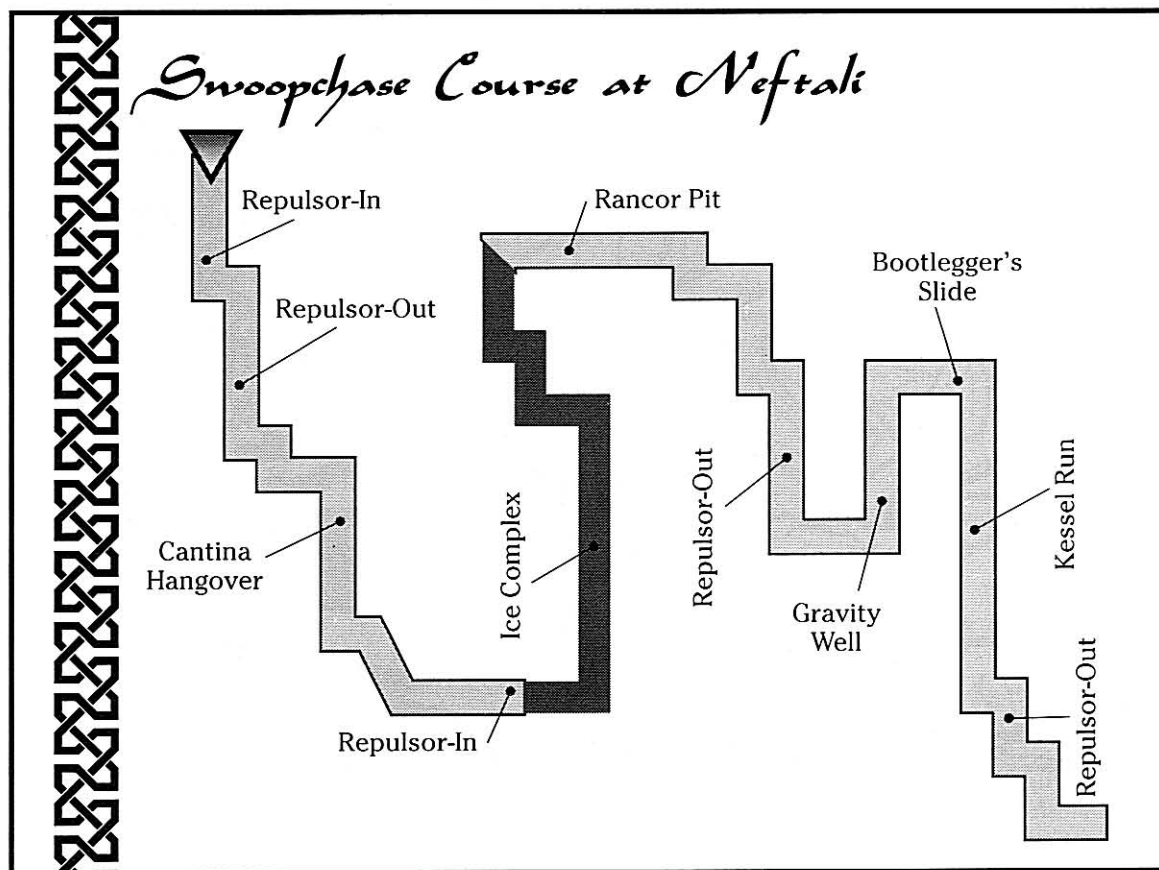 Swoopchase Course at Neftali
Repulsor-In
Repulsor-Out
Cantina
Hangover
Repulsor-In
Ice Complex
Rancor Pit
Repulsor-Out
Gravity
Well
Bootlegger's
Slide
Kessel Run
Repulsor-Out